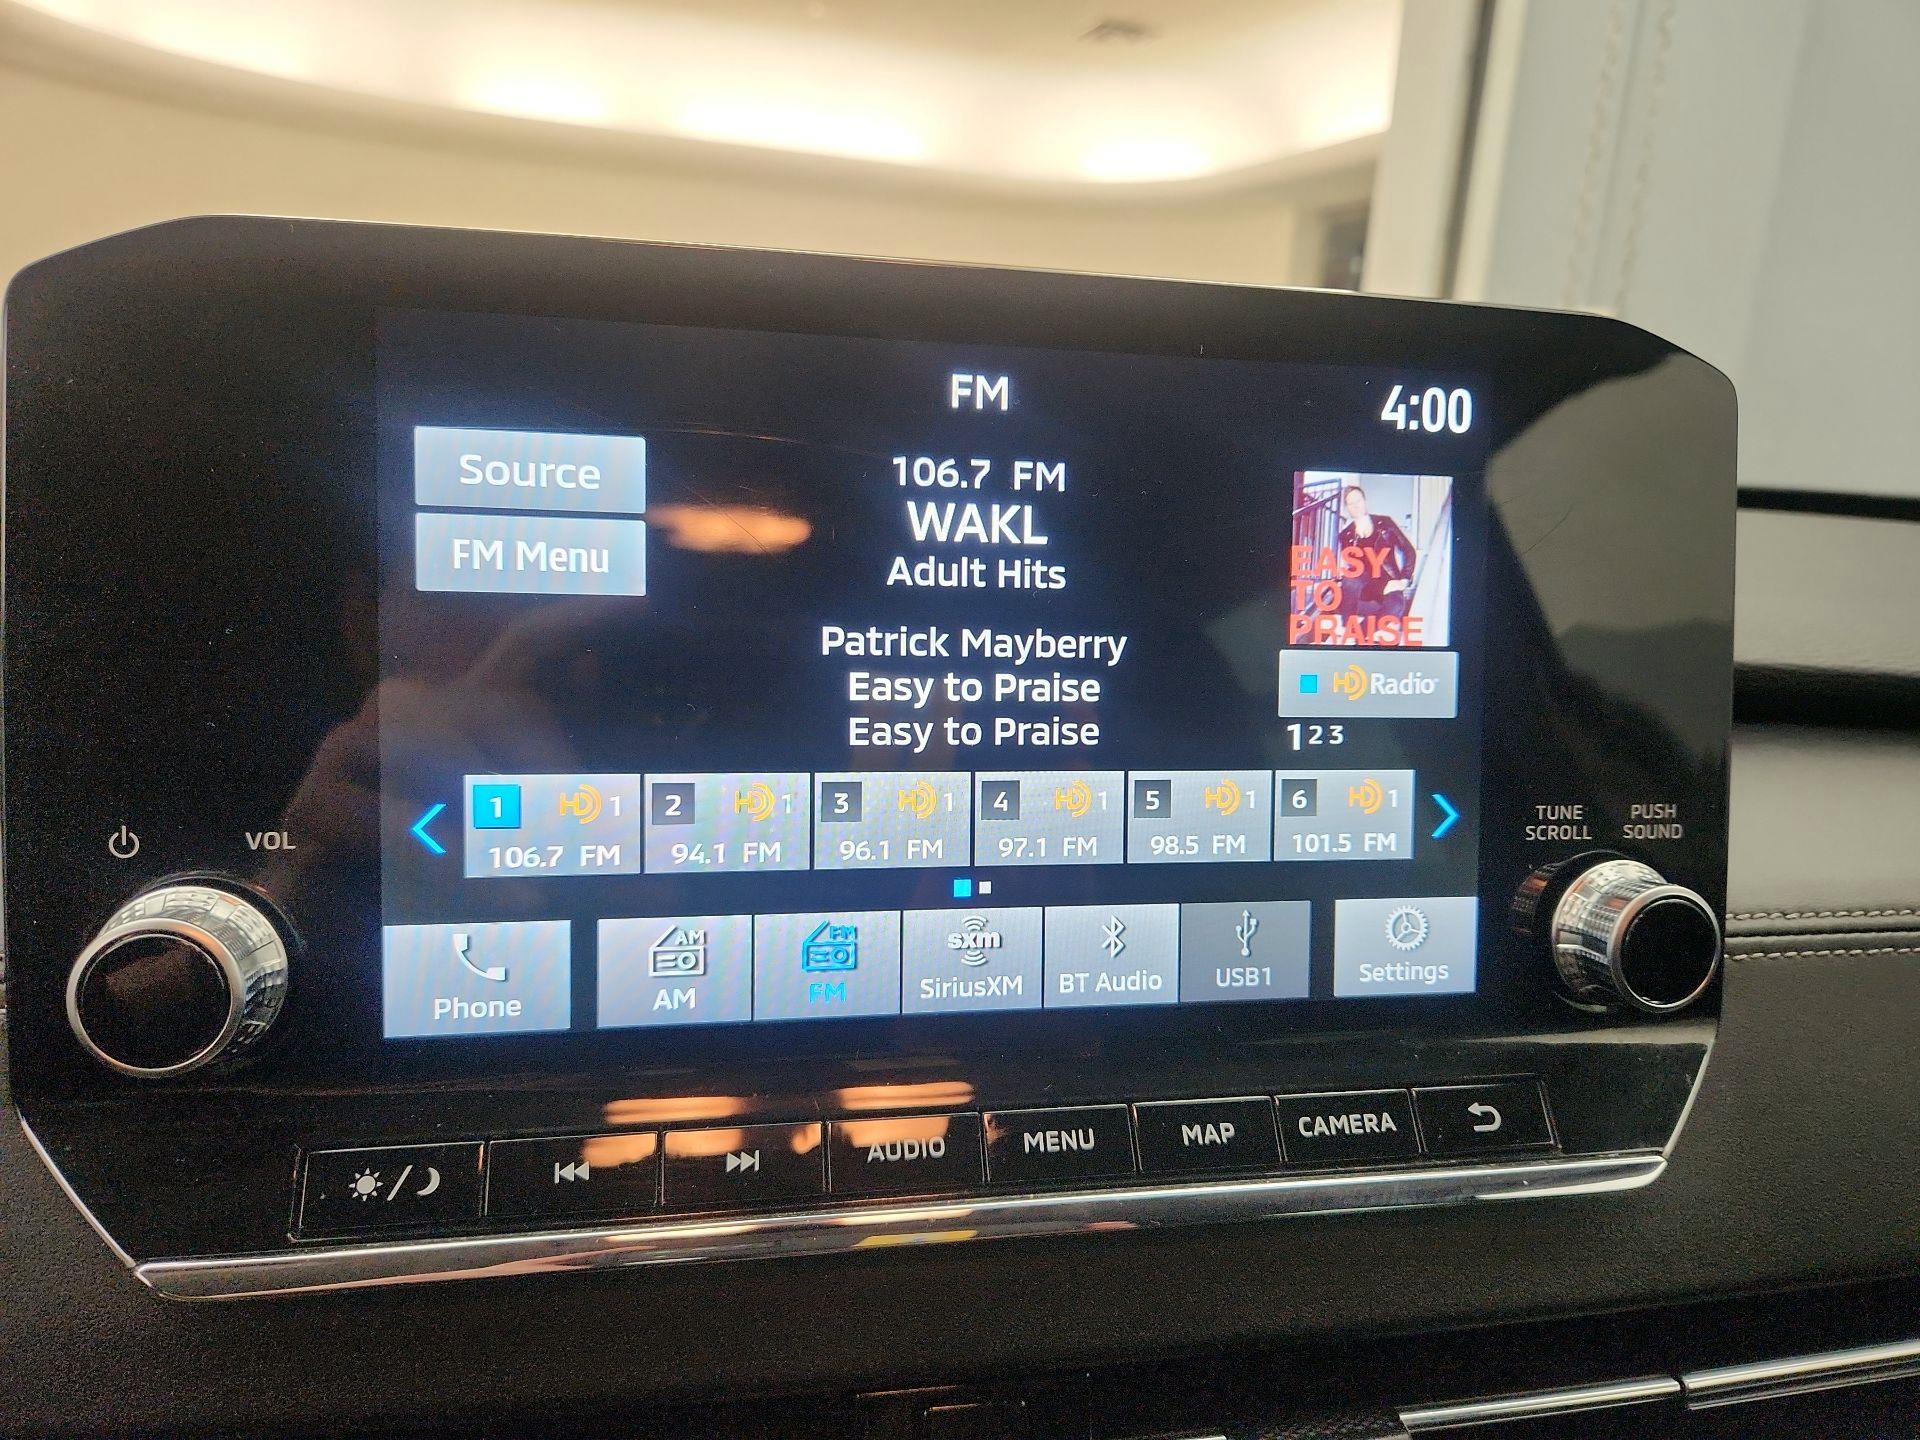 FM
4:00
Source
FM Menu
106.7 FM
WAKL
Adult Hits
Patrick Mayberry
Easy to Praise
Easy to Praise
EASY
TO
PRAISE
HD Radio
1 2 3
1 HD 1
106.7 FM
2 HD 1
94.1 FM
3 HD 1
96.1 FM
4 HD 1
97.1 FM
5 HD 1
98.5 FM
6 HD 1
101.5 FM
VOL
TUNE
SCROLL
PUSH
SOUND
Phone
AM
AM
FM
FM
sxm
SiriusXM
BT Audio
USB1
Settings
AUDIO
MENU
MAP
CAMERA